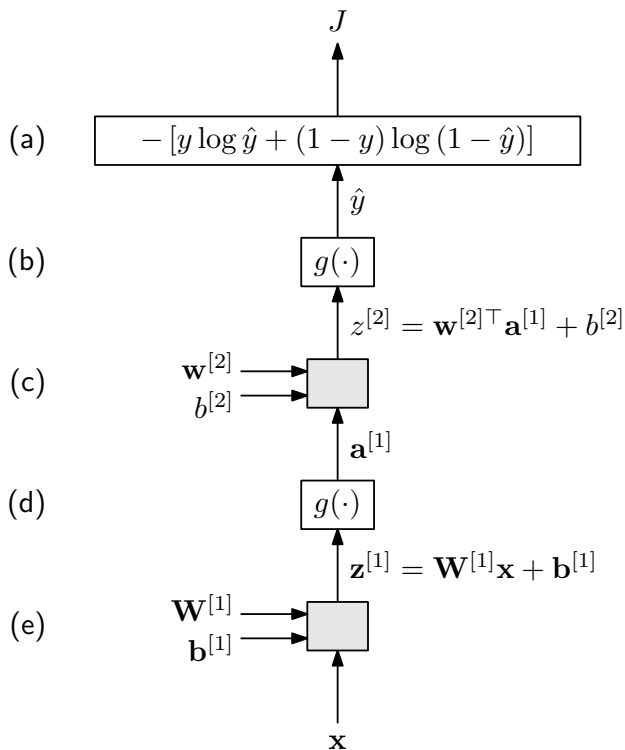 J
(a) − [y log ŷ + (1 − y) log (1 − ŷ)]
ŷ
(b) g(·)
z^{[2]} = w^{[2]⊤}a^{[1]} + b^{[2]}
w^{[2]}
(c)
b^{[2]}
a^{[1]}
(d) g(·)
z^{[1]} = W^{[1]}x + b^{[1]}
W^{[1]}
(e)
b^{[1]}
x